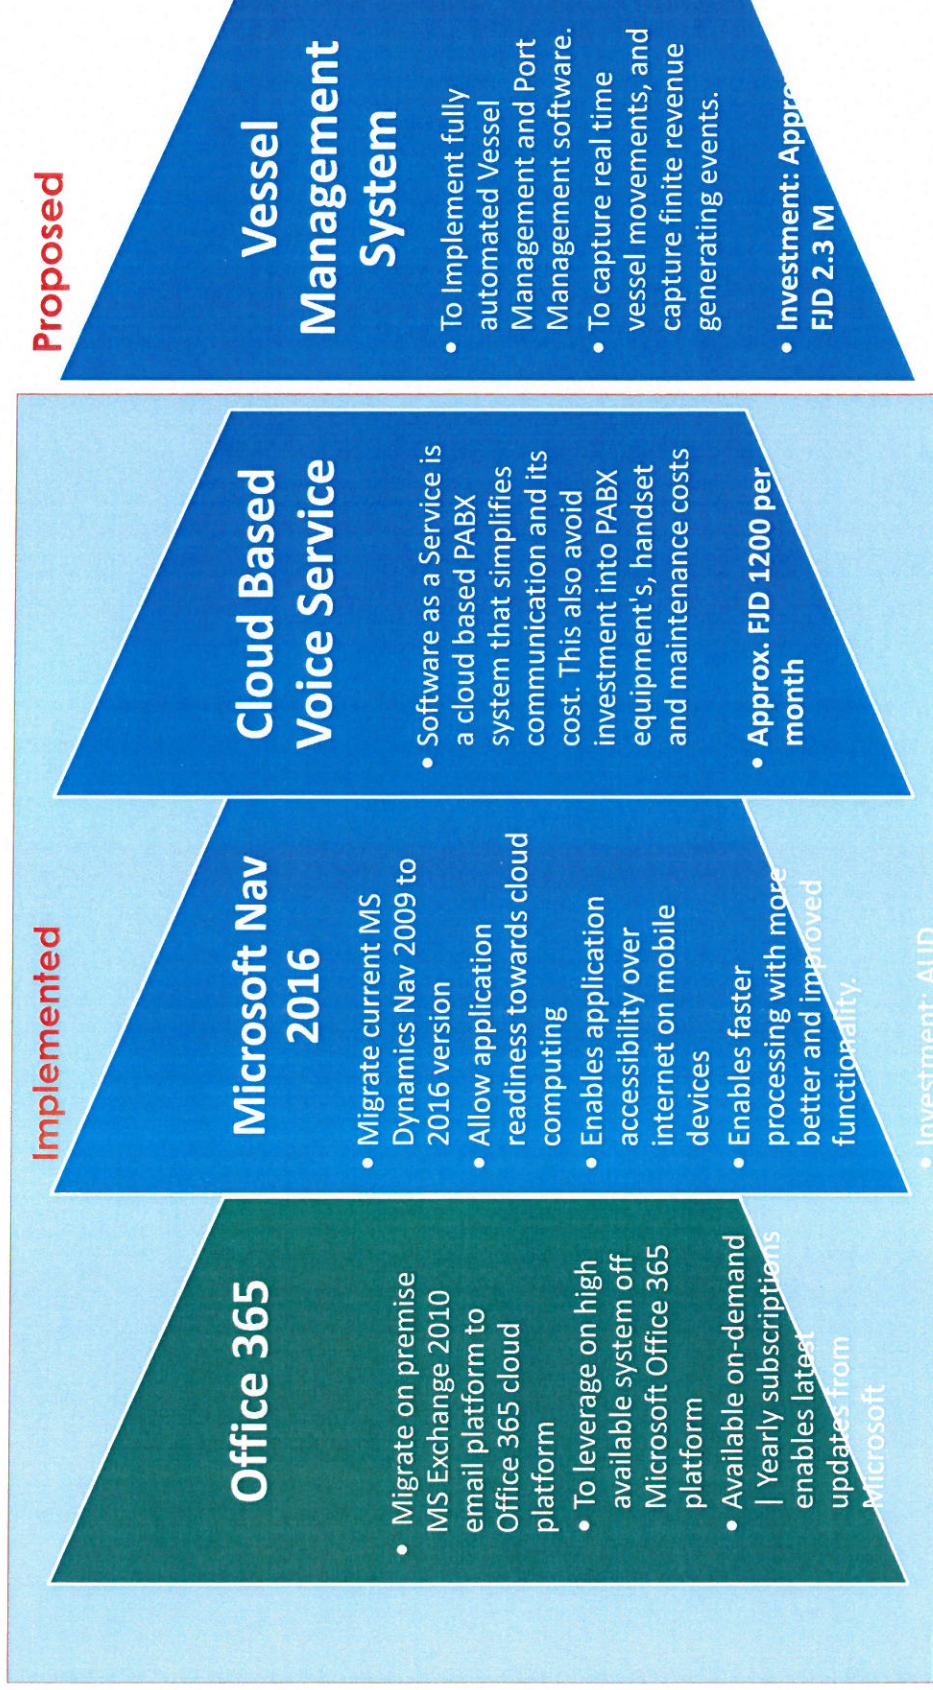 Implemented
Proposed
Office 365
• Migrate on premise
MS Exchange 2010
email platform to
Office 365 cloud
platform
• To leverage on high
available system off
Microsoft Office 365
platform
• Available on-demand
| Yearly subscriptions
enables latest
updates from
Microsoft
Microsoft Nav
2016
• Migrate current MS
Dynamics Nav 2009 to
2016 version
• Allow application
readiness towards cloud
computing
• Enables application
accessibility over
internet on mobile
devices
• Enables faster
processing with more
better and improved
functionality.
• Investment: AUD
Cloud Based
Voice Service
• Software as a Service is
a cloud based PABX
system that simplifies
communication and its
cost. This also avoid
investment into PABX
equipment's, handset
and maintenance costs
• Approx. FJD 1200 per
month
Vessel
Management
System
• To Implement fully
automated Vessel
Management and Port
Management software.
• To capture real time
vessel movements, and
capture finite revenue
generating events.
• Investment:
FJD 2.3 M